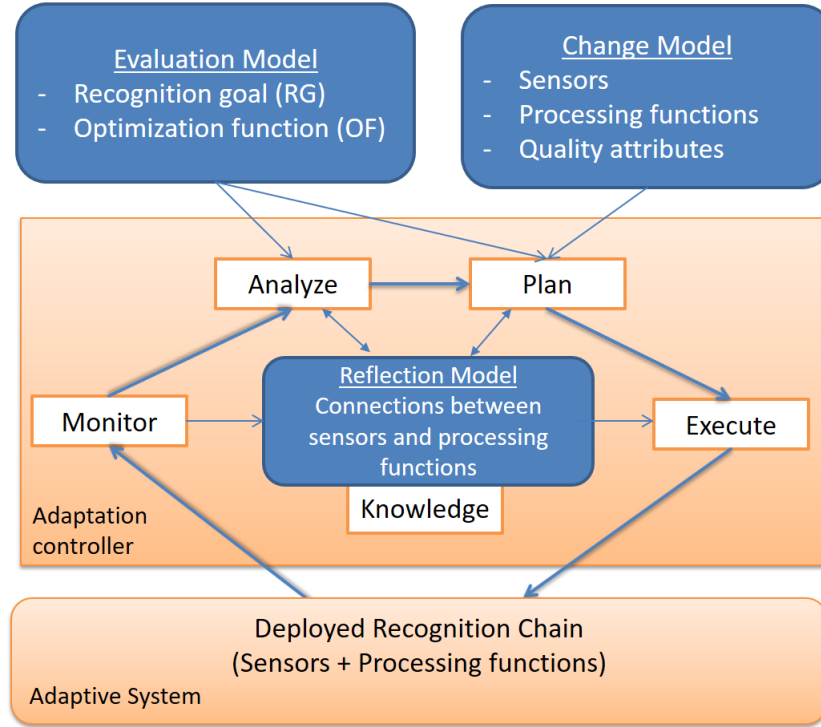 Evaluation Model
- Recognition goal (RG)
- Optimization function (OF)
Change Model
- Sensors
- Processing functions
- Quality attributes
Analyze
Plan
Reflection Model
Connections between
sensors and processing
functions
Monitor
Execute
Knowledge
Adaptation
controller
Deployed Recognition Chain
(Sensors + Processing functions)
Adaptive System